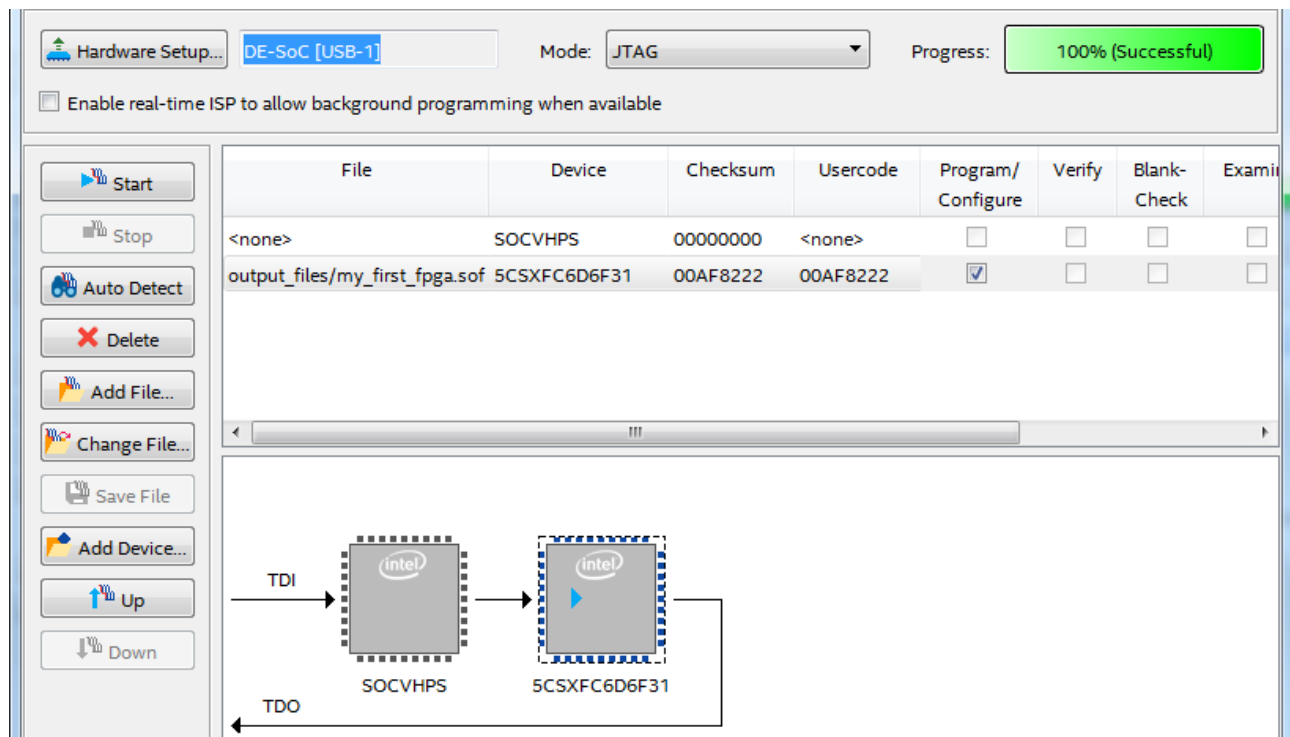 Hardware Setup... DE-SoC [USB-1] Mode: JTAG Progress: 100% (Successful)
Enable real-time ISP to allow background programming when available
Start
Stop
Auto Detect
Delete
Add File...
Change File...
Save File
Add Device...
Up
Down
File Device Checksum Usercode Program/ Verify Blank- Examin
Configure Check
<none> SOCVHPS 00000000 <none>
output_files/my_first_fpga.sof 5CSXFC6D6F31 00AF8222 00AF8222
intel intel
TDI
SOCVHPS 5CSXFC6D6F31
TDO